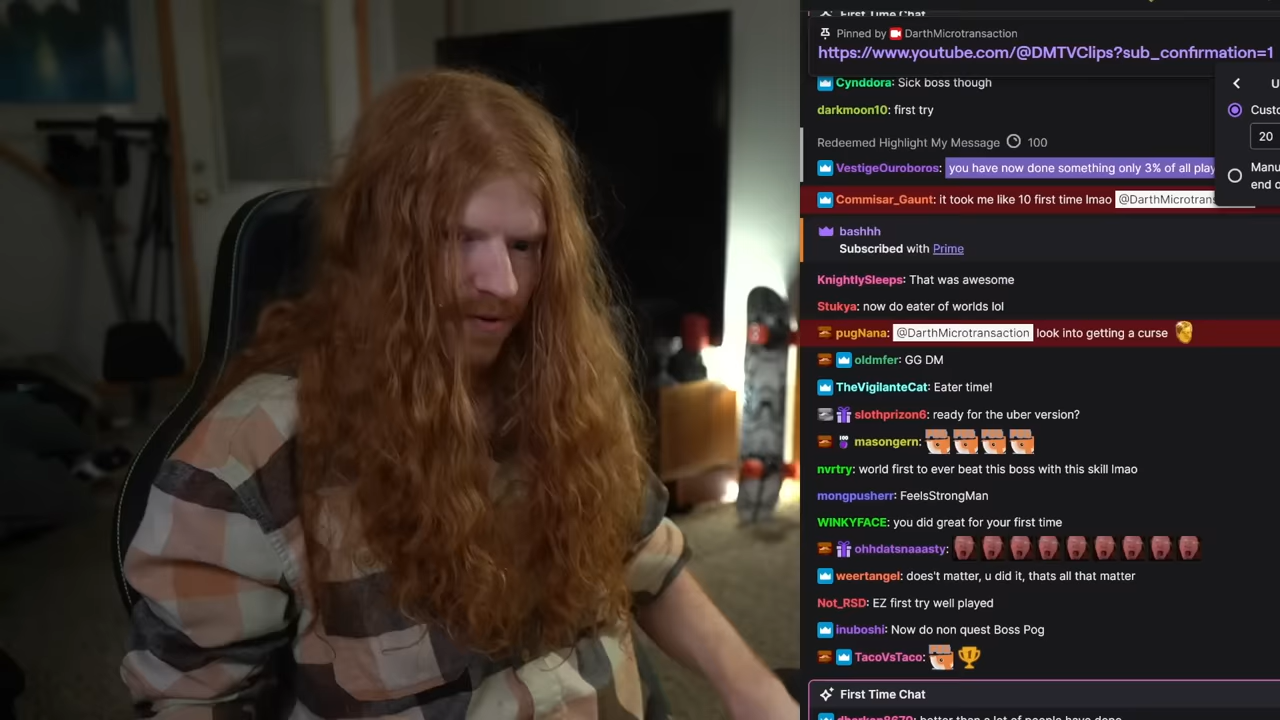 First Time Chat
Pinned by DarthMicrotransaction
https://www.youtube.com/@DMTVClips?sub_confirmation=1
Cynddora: Sick boss though
darkmoon10: first try
Custo
20
Redeemed Highlight My Message 100
VestigeOuroboros: you have now done something only 3% of all play
Manu
end o
Commisar_Gaunt: it took me like 10 first time lmao @DarthMicrotrans
bashhh
Subscribed with Prime
KnightlySleeps: That was awesome
Stukya: now do eater of worlds lol
pugNana: @DarthMicrotransaction look into getting a curse
oldmfer: GG DM
TheVigilanteCat: Eater time!
slothprizon6: ready for the uber version?
masongern:
nvrtry: world first to ever beat this boss with this skill lmao
mongpusherr: FeelsStrongMan
WINKYFACE: you did great for your first time
ohhdatsnaaasty:
weertangel: does't matter, u did it, thats all that matter
Not_RSD: EZ first try well played
inuboshi: Now do non quest Boss Pog
TacoVsTaco:
First Time Chat